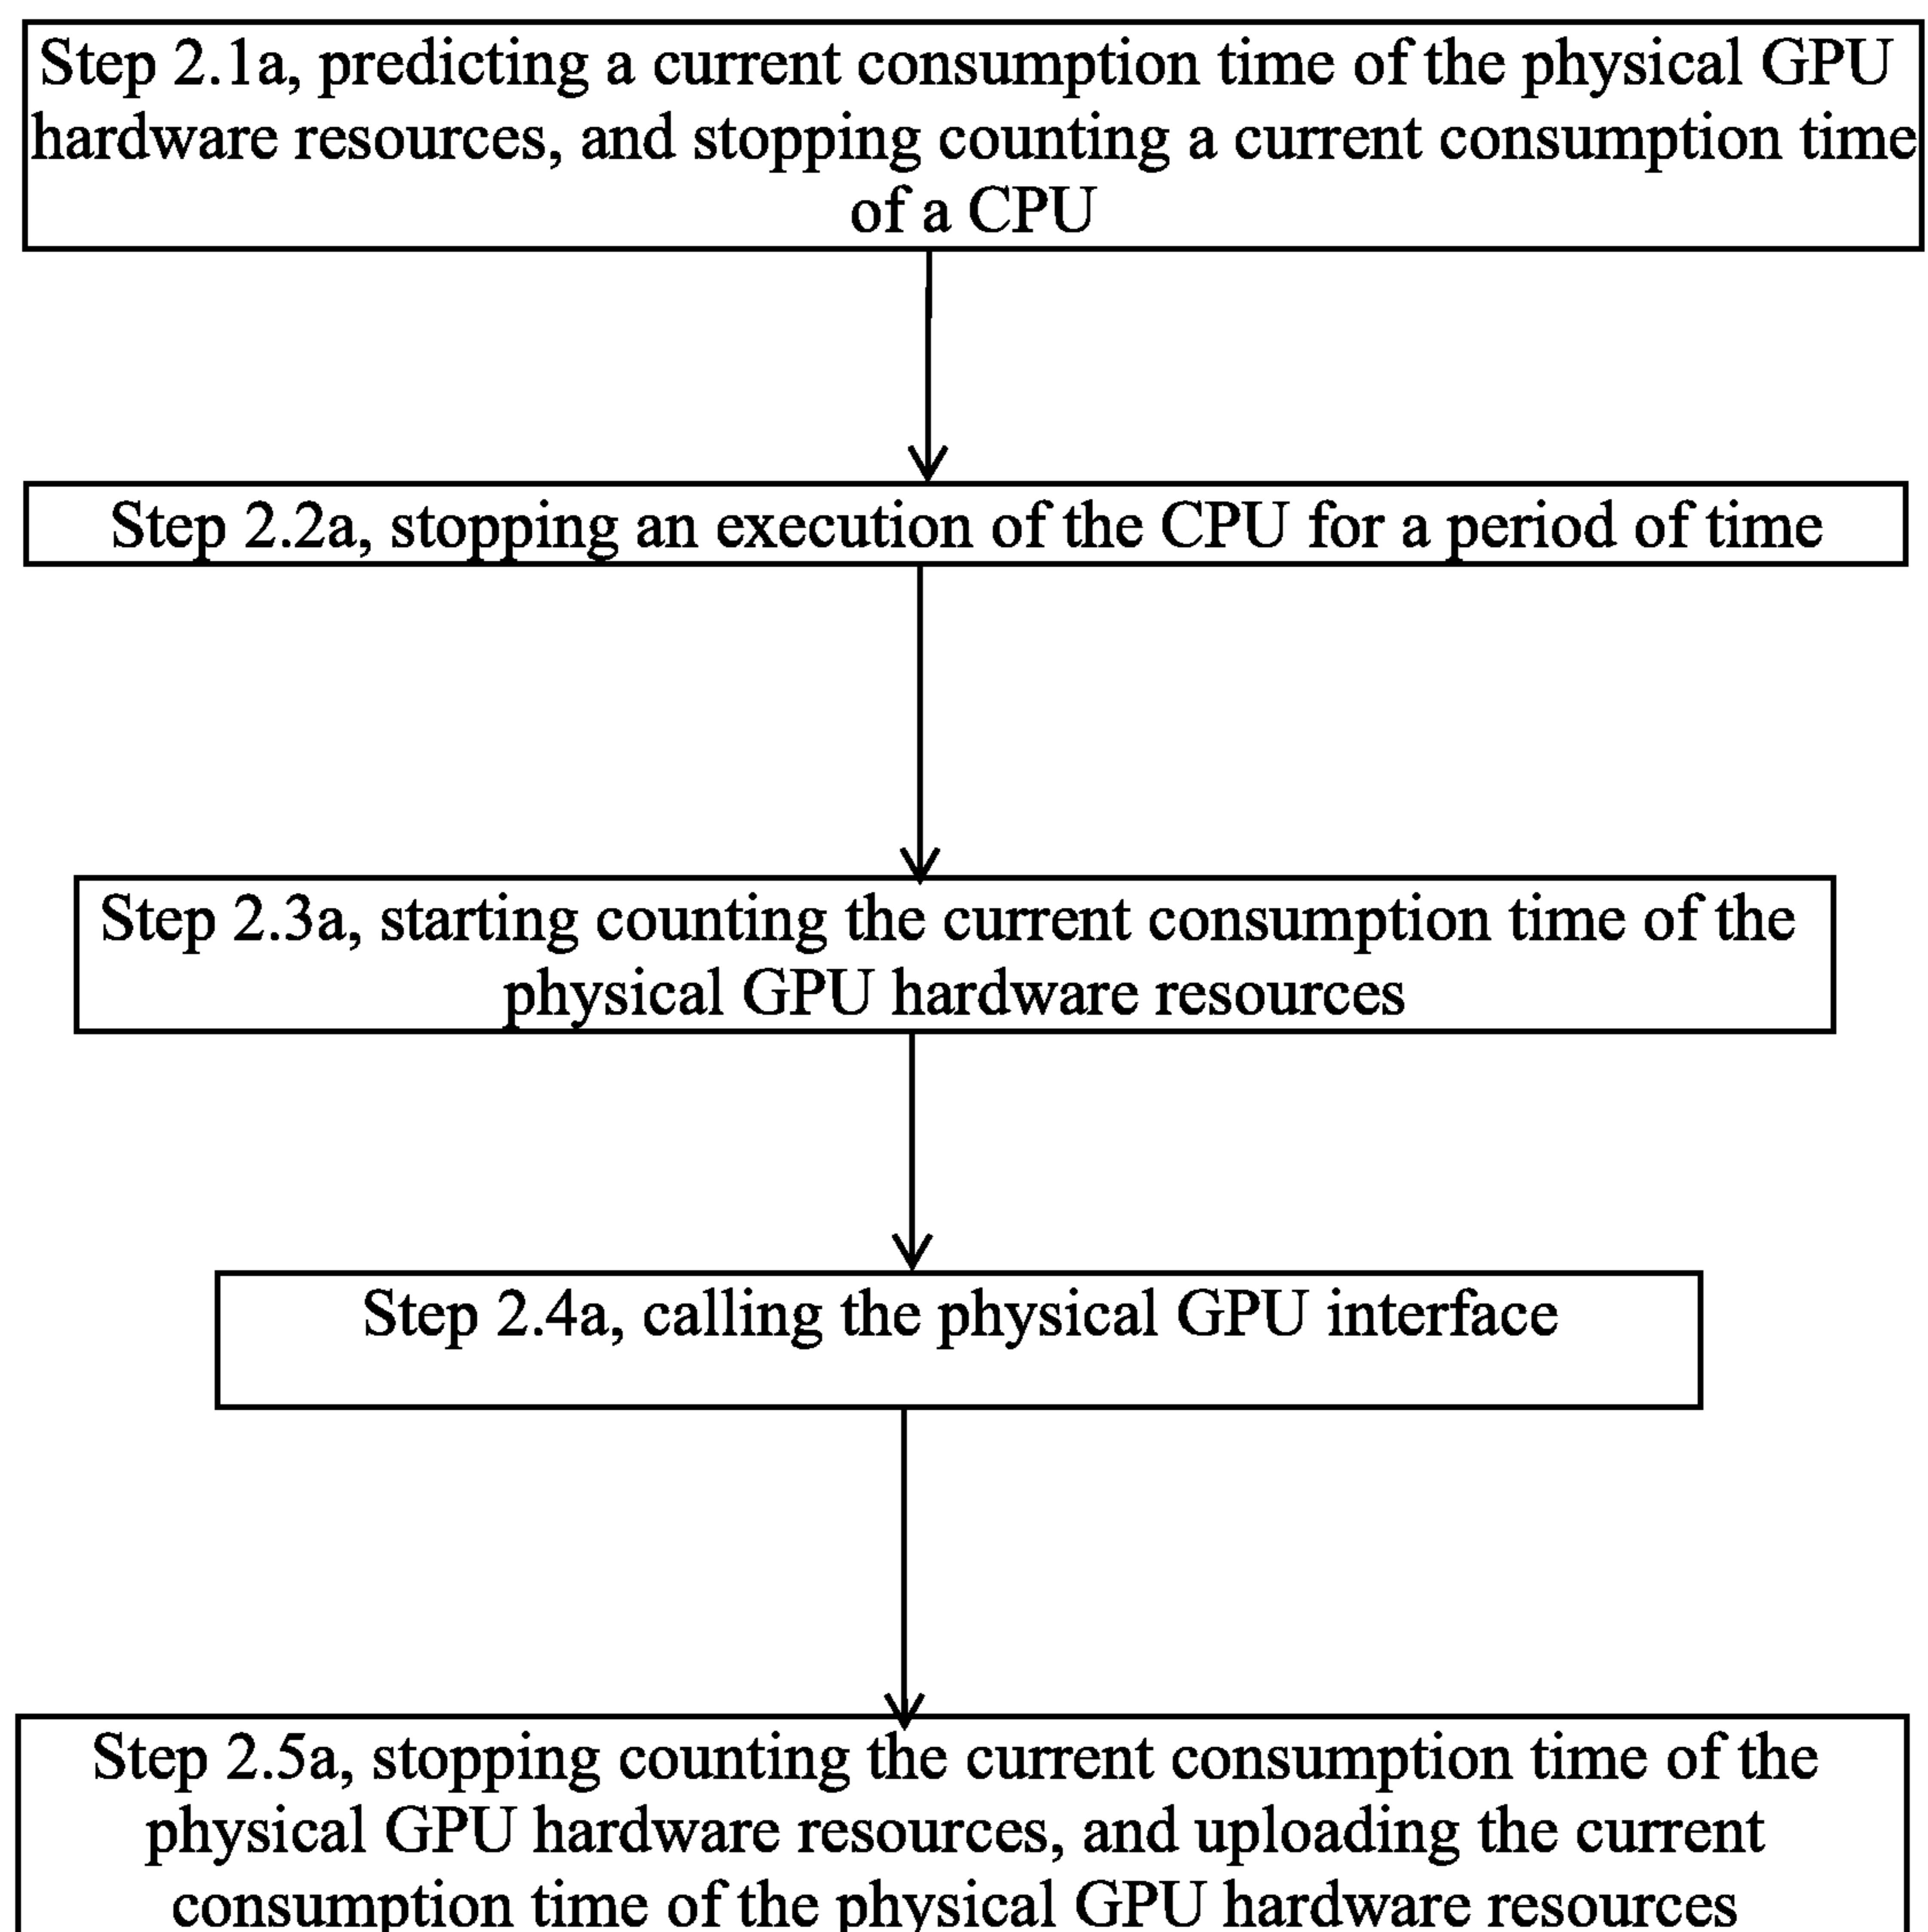 Step 2.1a, predicting a current consumption time of the physical GPU
hardware resources, and stopping counting a current consumption time
of a CPU
Step 2.2a, stopping an execution of the CPU for a period of time
Step 2.3a, starting counting the current consumption time of the
physical GPU hardware resources
Step 2.4a, calling the physical GPU interface
Step 2.5a, stopping counting the current consumption time of the
physical GPU hardware resources, and uploading the current
consumption time of the physical GPU hardware resources